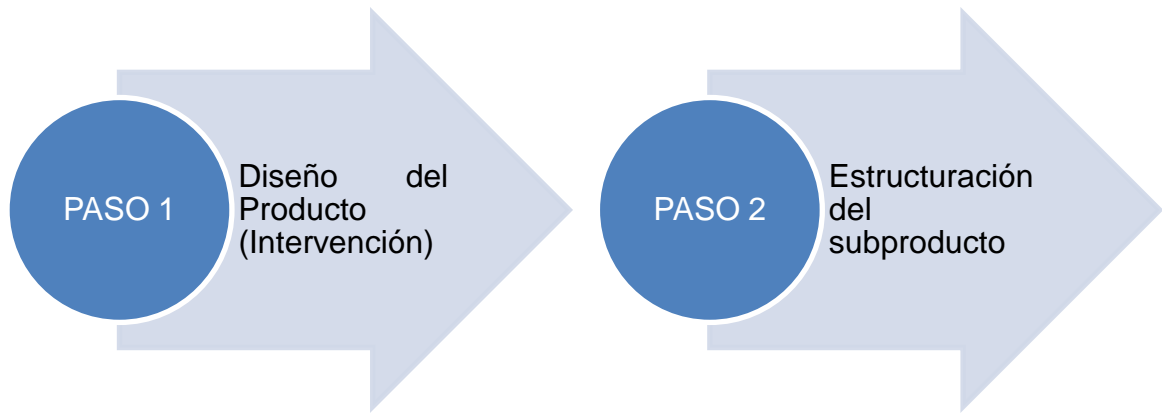 PASO 1
Diseño del
Producto
(Intervención)
PASO 2
Estructuración
del
subproducto